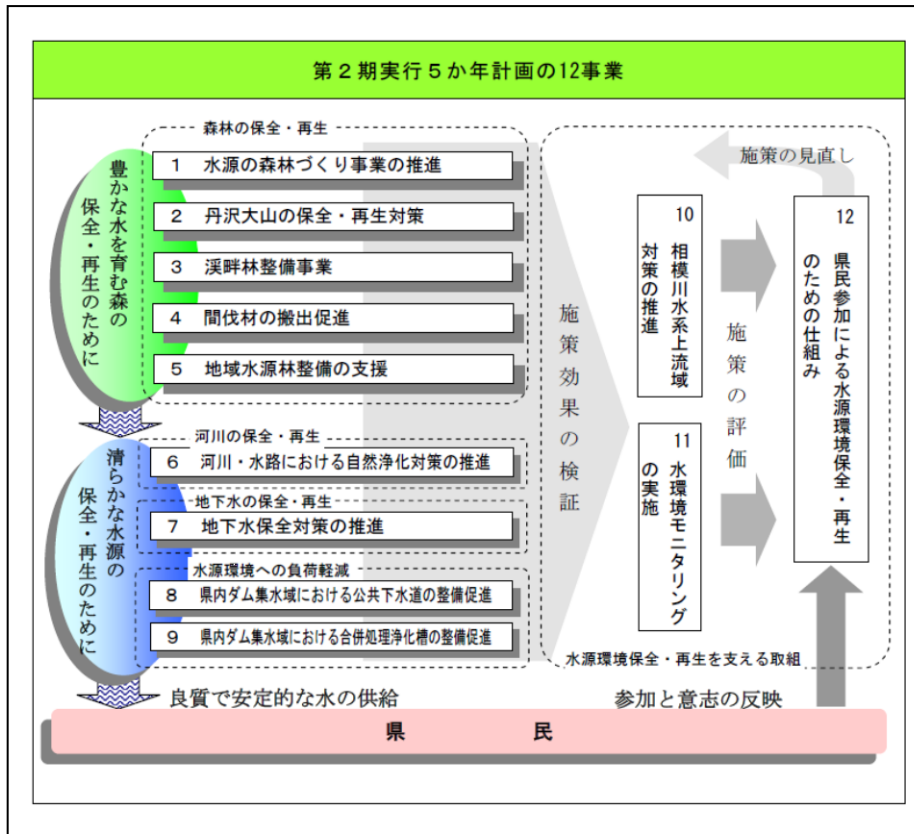 第２期実行５か年計画の12事業
豊かな水を育む森の
保全・再生のために
森林の保全・再生
1 水源の森林づくり事業の推進
2 丹沢大山の保全・再生対策
3 渓畔林整備事業
4 間伐材の搬出促進
5 地域水源林整備の支援
清らかな水源の
保全・再生のために
河川の保全・再生
6 河川・水路における自然浄化対策の推進
地下水の保全・再生
7 地下水保全対策の推進
水源環境への負荷軽減
8 県内ダム集水域における公共下水道の整備促進
9 県内ダム集水域における合併処理浄化槽の整備促進
施策効果の検証
10 相模川水系上流域
対策の推進
11 水環境モニタリング
の実施
施策の評価
施策の見直し
12 県民参加による水源環境保全・再生
のための仕組み
水源環境保全・再生を支える取組
良質で安定的な水の供給
参加と意志の反映
県民